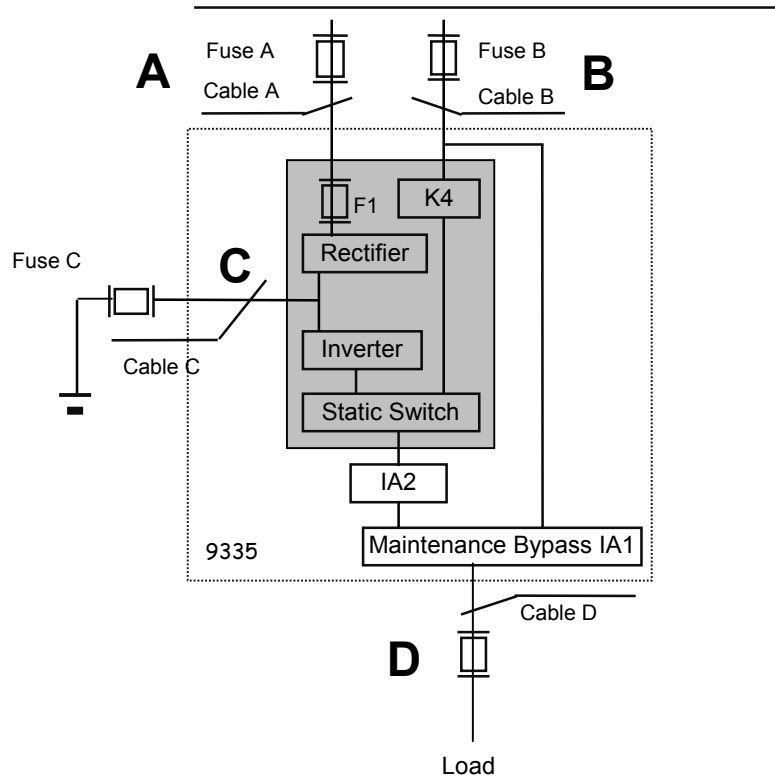 Fuse A
Fuse B
A
B
Cable A
Cable B
K4
F1
Rectifier
Fuse C
C
Cable C
Inverter
Static Switch
IA2
9335
Maintenance Bypass IA1
Cable D
D
Load